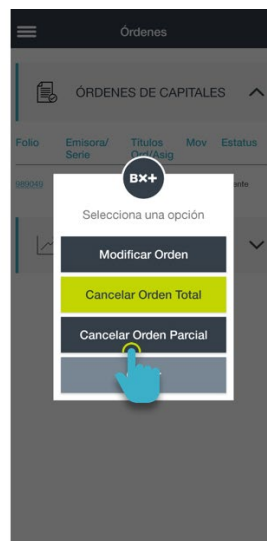 Órdenes
ÓRDENES DE CAPITALES
Folio Emisora/ Títulos Mov Estatus
Serie Ord/Asig
989049
BX+
Selecciona una opción
Modificar Orden
Cancelar Orden Total
Cancelar Orden Parcial